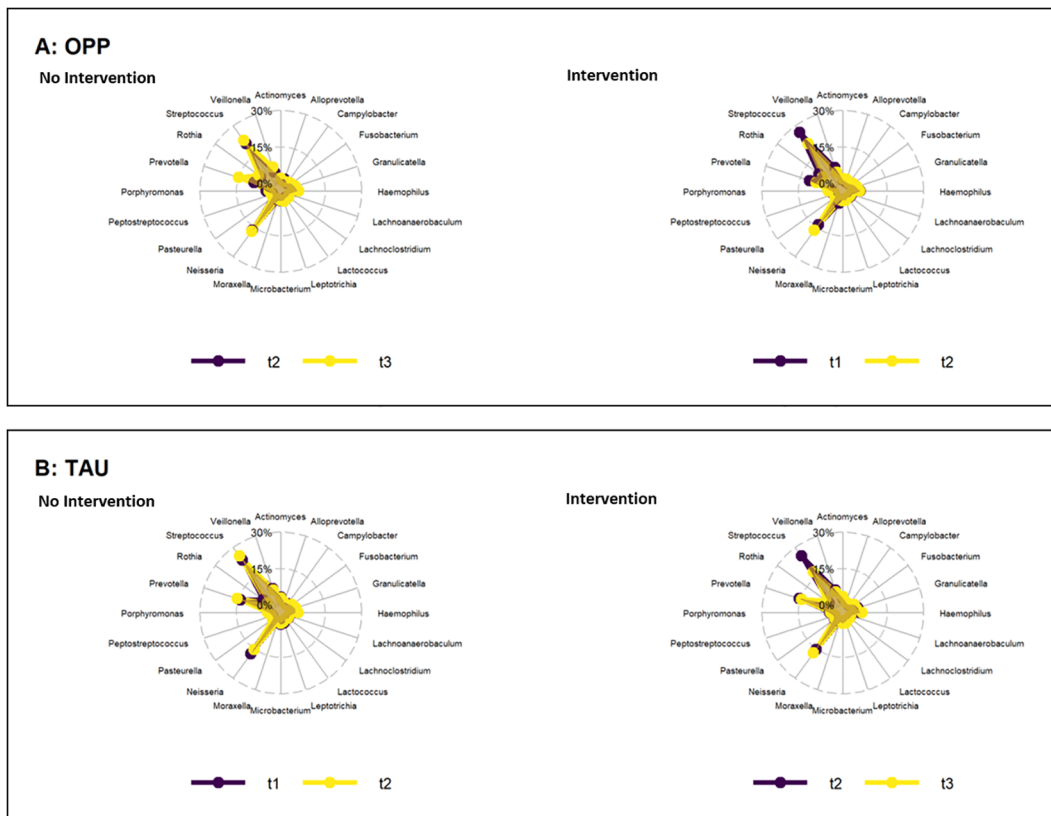 A: OPP
No Intervention
Intervention
Actinomyces
Veillonella
Alloprevotella
Streptococcus
30%
Campylobacter
Rothia
Fusobacterium
15%
Prevotella
Granulicatella
0%
Porphyromonas
Haemophilus
Peptostreptococcus
Lachnoanaerobaculum
Pasteurella
Lachnoclostridium
Neisseria
Lactococcus
Moraxella
Microbacterium
Leptotrichia
t2
t3
Actinomyces
Veillonella
Alloprevotella
Streptococcus
30%
Campylobacter
Rothia
Fusobacterium
15%
Prevotella
Granulicatella
0%
Porphyromonas
Haemophilus
Peptostreptococcus
Lachnoanaerobaculum
Pasteurella
Lachnoclostridium
Neisseria
Lactococcus
Moraxella
Microbacterium
Leptotrichia
t1
t2
B: TAU
No Intervention
Intervention
Actinomyces
Veillonella
Alloprevotella
Streptococcus
30%
Campylobacter
Rothia
Fusobacterium
15%
Prevotella
Granulicatella
0%
Porphyromonas
Haemophilus
Peptostreptococcus
Lachnoanaerobaculum
Pasteurella
Lachnoclostridium
Neisseria
Lactococcus
Moraxella
Microbacterium
Leptotrichia
t1
t2
Actinomyces
Veillonella
Alloprevotella
Streptococcus
30%
Campylobacter
Rothia
Fusobacterium
15%
Prevotella
Granulicatella
0%
Porphyromonas
Haemophilus
Peptostreptococcus
Lachnoanaerobaculum
Pasteurella
Lachnoclostridium
Neisseria
Lactococcus
Moraxella
Microbacterium
Leptotrichia
t2
t3